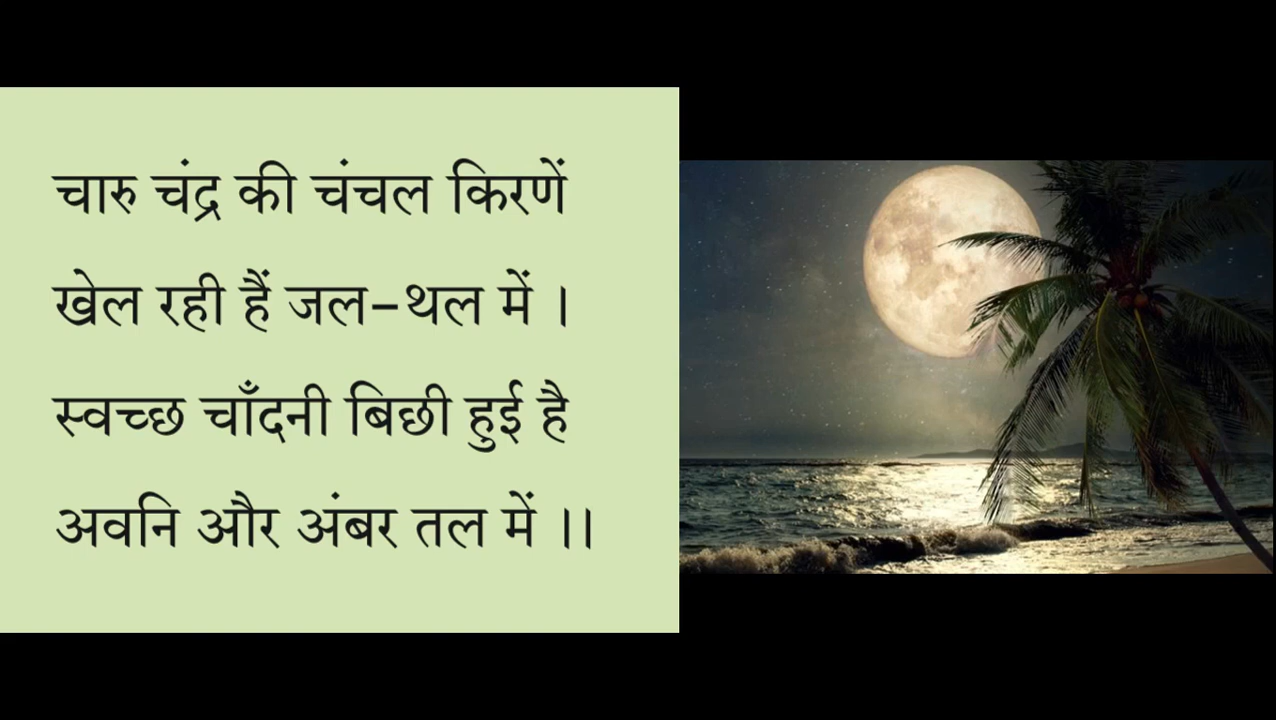 चारु चंद्र की चंचल किरणें
खेल रही हैं जल-थल में ।
स्वच्छ चाँदनी बिछी हुई है
अवनि और अंबर तल में ।।